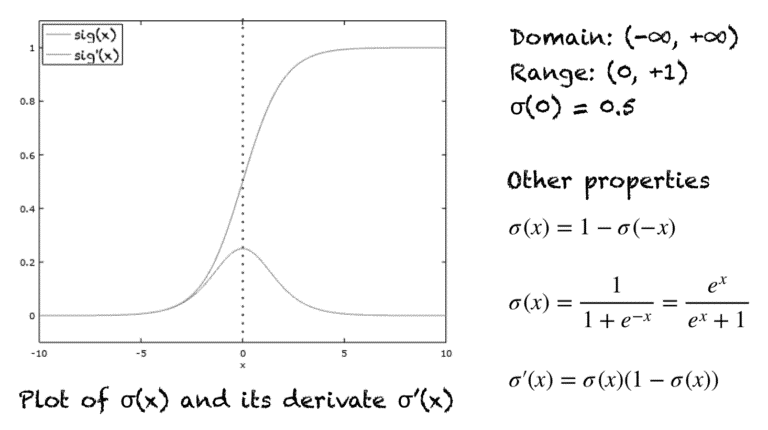 sig(x)
sig'(x)
1
0.8
0.6
0.4
0.2
0
-10
-5
0
5
10
x
Plot of σ(x) and its derivate σ'(x)
Domain: (-∞, +∞)
Range: (0, +1)
σ(0) = 0.5
Other properties
σ(x) = 1 − σ(−x)
σ(x) = 1 / (1 + e^{−x}) = e^x / (e^x + 1)
σ′(x) = σ(x)(1 − σ(x))